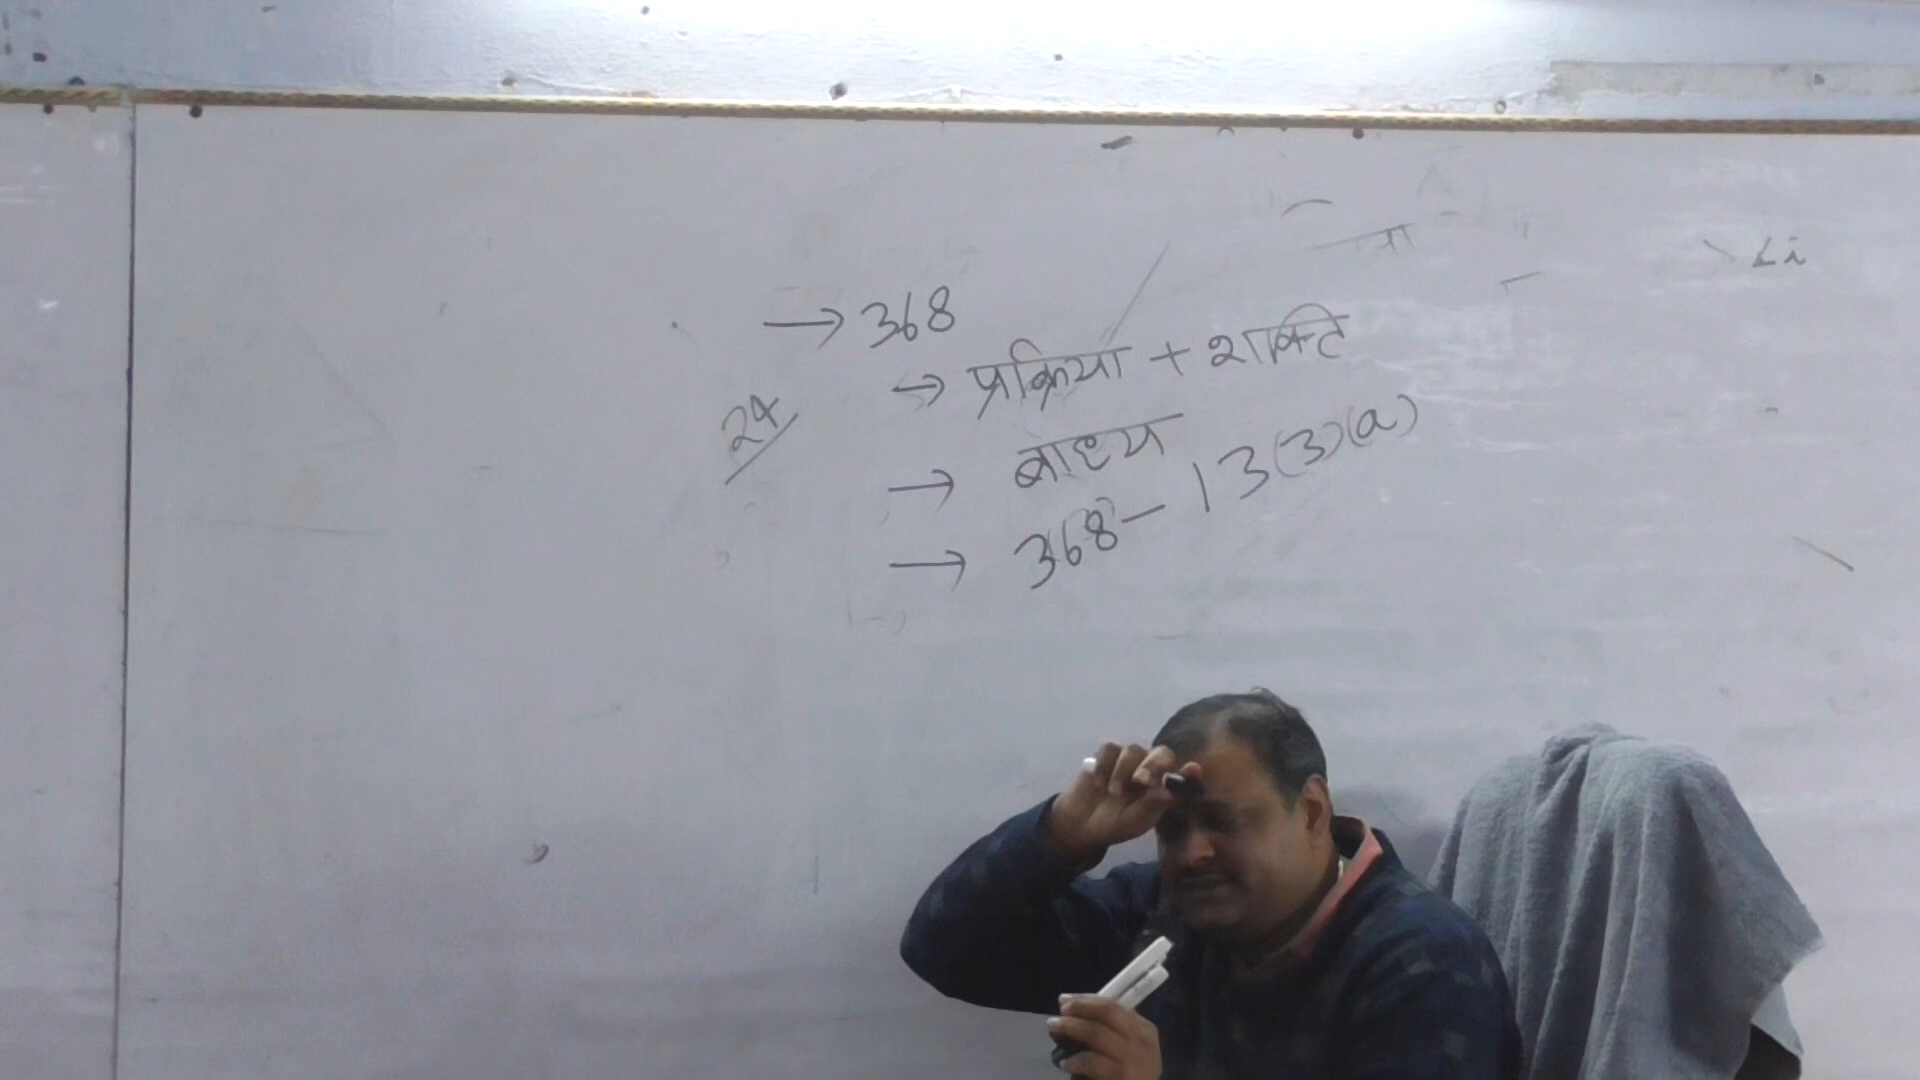 → 368
→ प्रक्रिया + शक्ति
24
→ बाध्य
→ 368 - 13(3)(a)